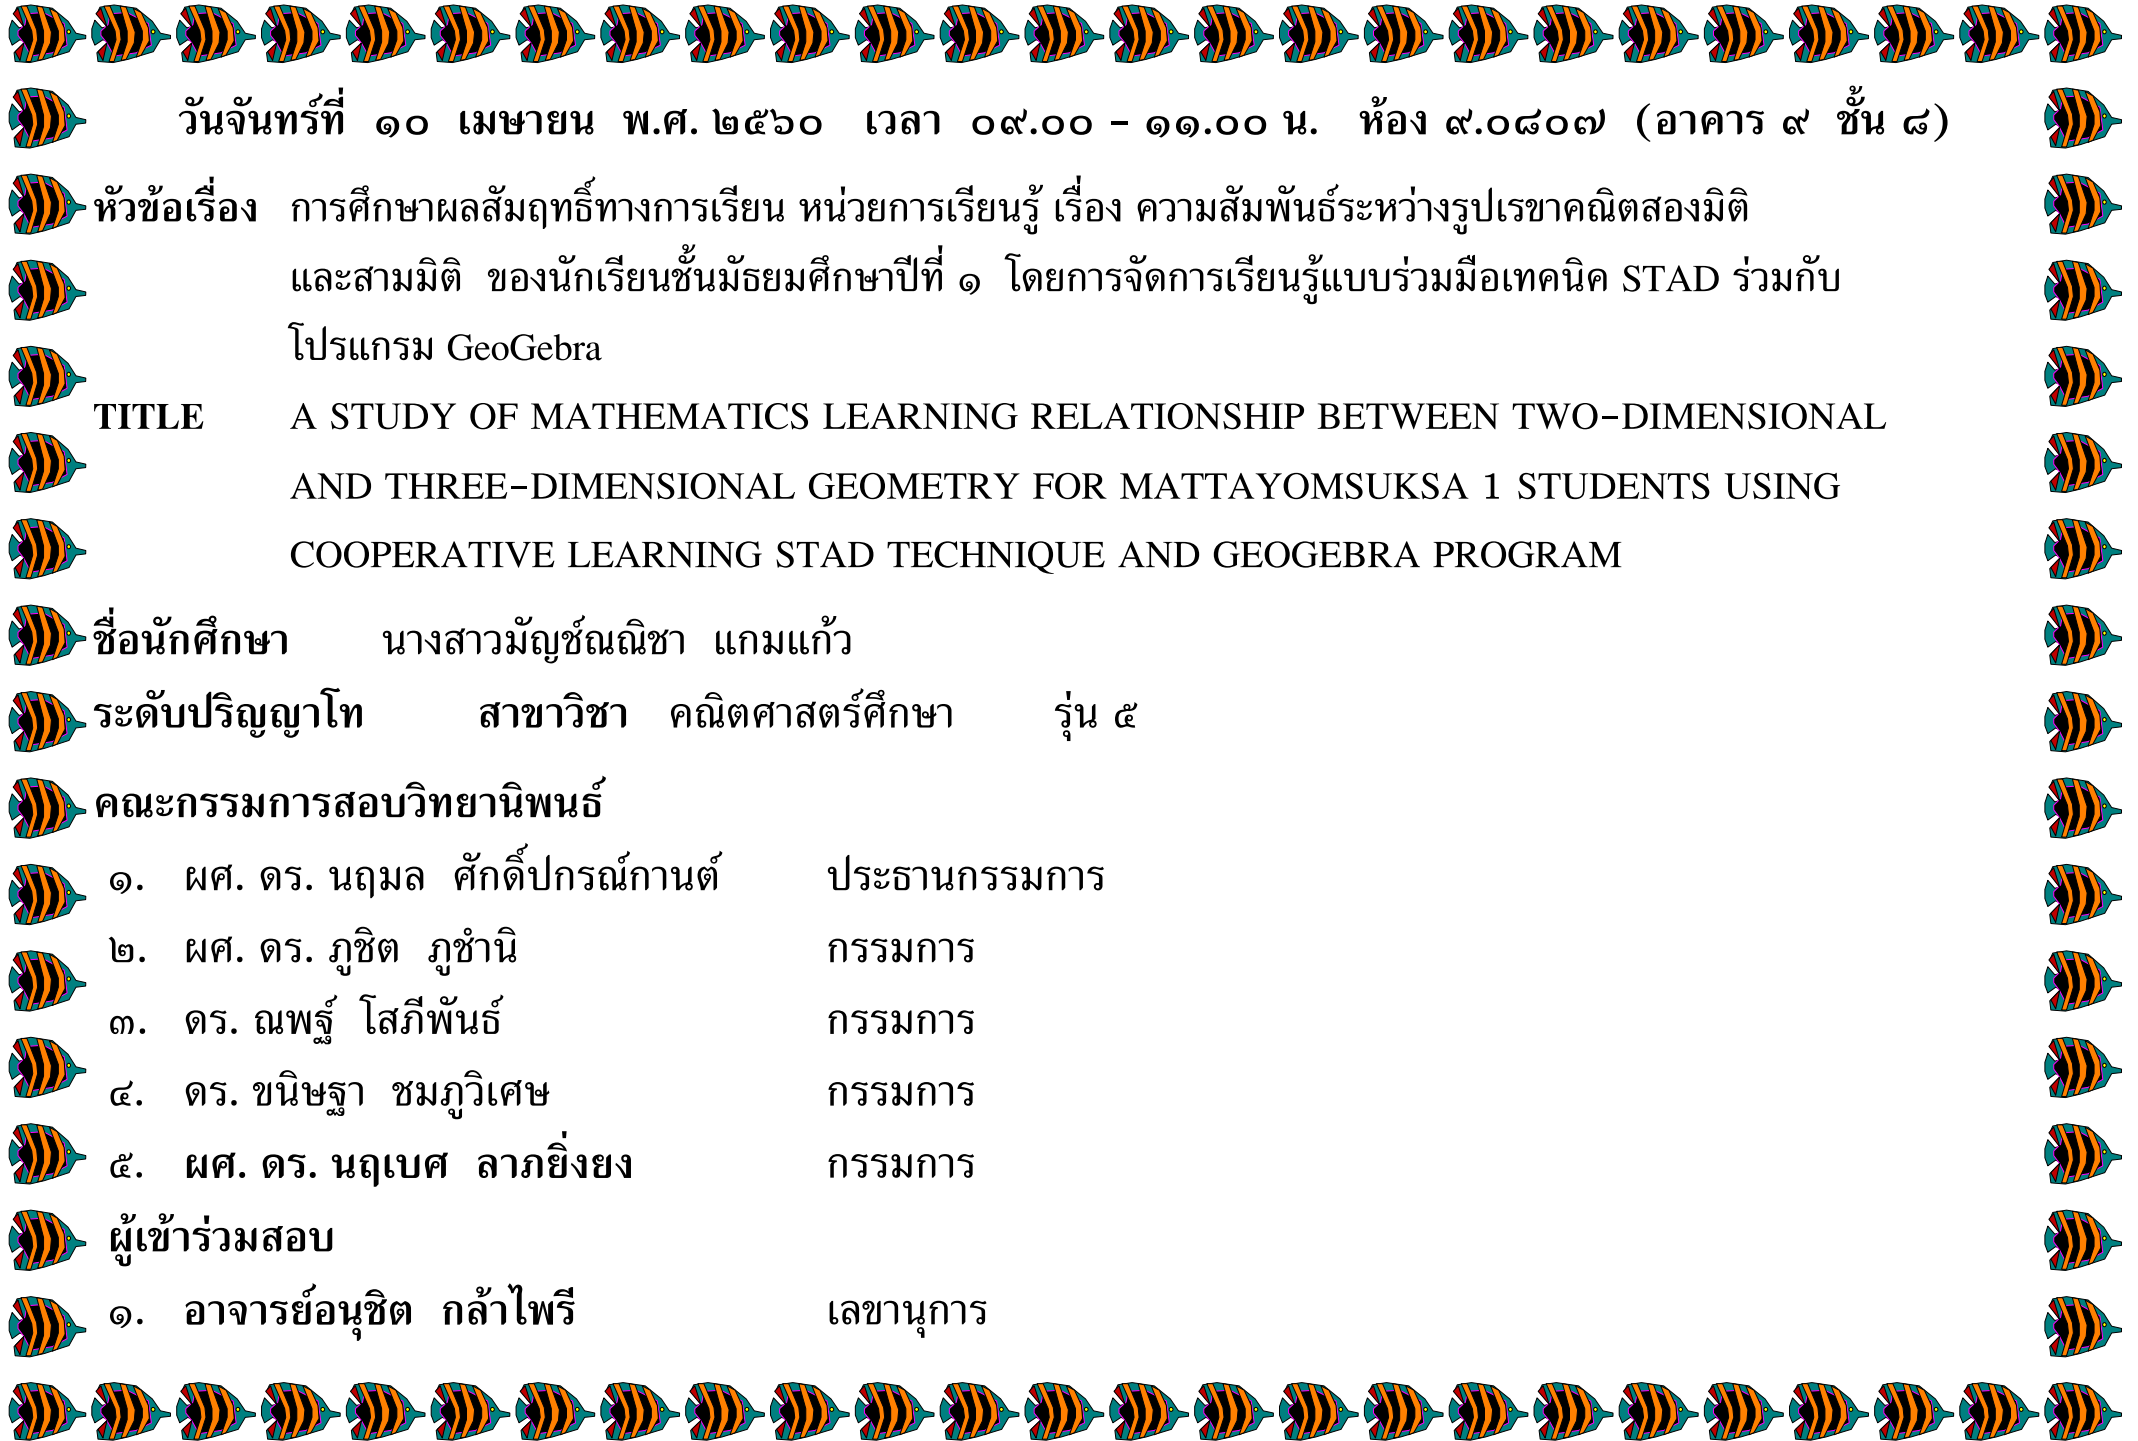 วันจันทร์ที่ ๑๐ เมษายน พ.ศ. ๒๕๖๐ เวลา ๐๙.๐๐ – ๑๑.๐๐ น. ห้อง ๙.๐๘๐๗ (อาคาร ๙ ชั้น ๘)
หัวข้อเรื่อง การศึกษาผลสัมฤทธิ์ทางการเรียน หน่วยการเรียนรู้ เรื่อง ความสัมพันธ์ระหว่างรูปเรขาคณิตสองมิติ
และสามมิติ ของนักเรียนชั้นมัธยมศึกษาปีที่ ๑ โดยการจัดการเรียนรู้แบบร่วมมือเทคนิค STAD ร่วมกับ
โปรแกรม GeoGebra
TITLE A STUDY OF MATHEMATICS LEARNING RELATIONSHIP BETWEEN TWO-DIMENSIONAL
AND THREE-DIMENSIONAL GEOMETRY FOR MATTAYOMSUKSA 1 STUDENTS USING
COOPERATIVE LEARNING STAD TECHNIQUE AND GEOGEBRA PROGRAM
ชื่อนักศึกษา นางสาวมัญช์ณณิชา แกมแก้ว
ระดับปริญญาโท สาขาวิชา คณิตศาสตร์ศึกษา รุ่น ๕
คณะกรรมการสอบวิทยานิพนธ์
๑. ผศ. ดร. นฤมล ศักดิ์ปกรณ์กานต์ ประธานกรรมการ
๒. ผศ. ดร. ภูชิต ภูชำนิ กรรมการ
๓. ดร. ณพฐ์ โสภีพันธ์ กรรมการ
๔. ดร. ขนิษฐา ชมภูวิเศษ กรรมการ
๕. ผศ. ดร. นฤเบศ ลาภยิ่งยง กรรมการ
ผู้เข้าร่วมสอบ
๑. อาจารย์อนุชิต กล้าไพรี เลขานุการ